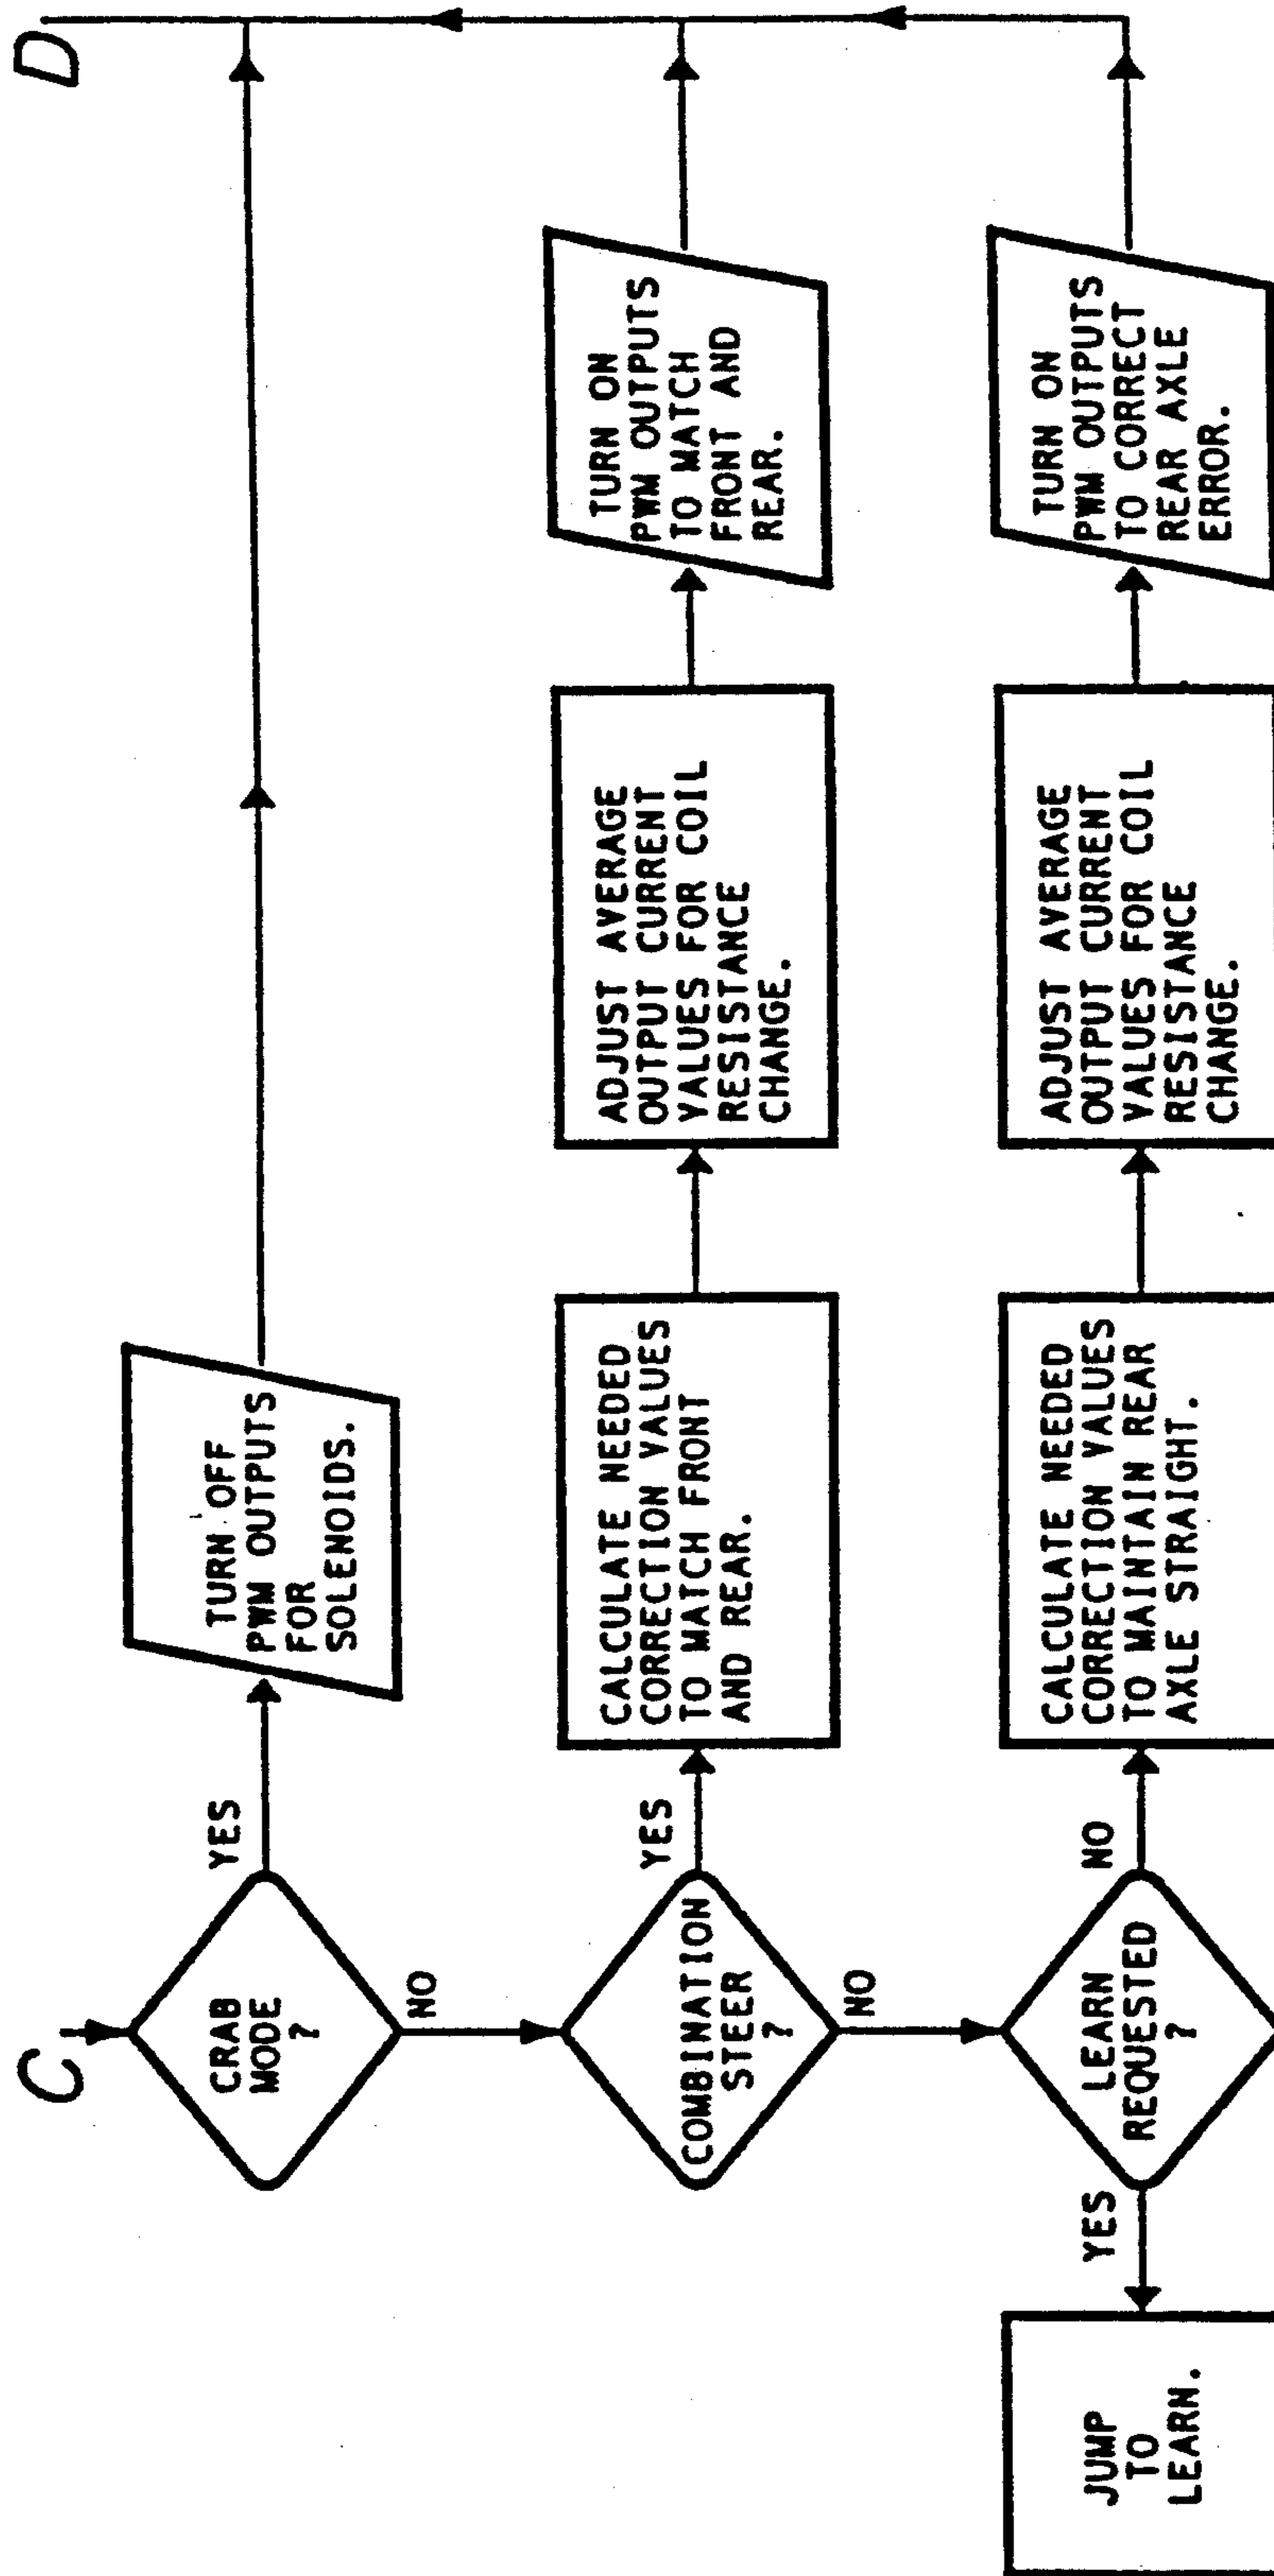 C
D
CRAB
MODE
?
YES
TURN OFF
PWM OUTPUTS
FOR
SOLENOIDS.
NO
COMBINATION
STEER
?
YES
CALCULATE NEEDED
CORRECTION VALUES
TO MATCH FRONT
AND REAR.
ADJUST AVERAGE
OUTPUT CURRENT
VALUES FOR COIL
RESISTANCE
CHANGE.
TURN ON
PWM OUTPUTS
TO MATCH
FRONT AND
REAR.
NO
JUMP
TO
LEARN.
YES
LEARN
REQUESTED
?
NO
CALCULATE NEEDED
CORRECTION VALUES
TO MAINTAIN REAR
AXLE STRAIGHT.
ADJUST AVERAGE
OUTPUT CURRENT
VALUES FOR COIL
RESISTANCE
CHANGE.
TURN ON
PWM OUTPUTS
TO CORRECT
REAR AXLE
ERROR.